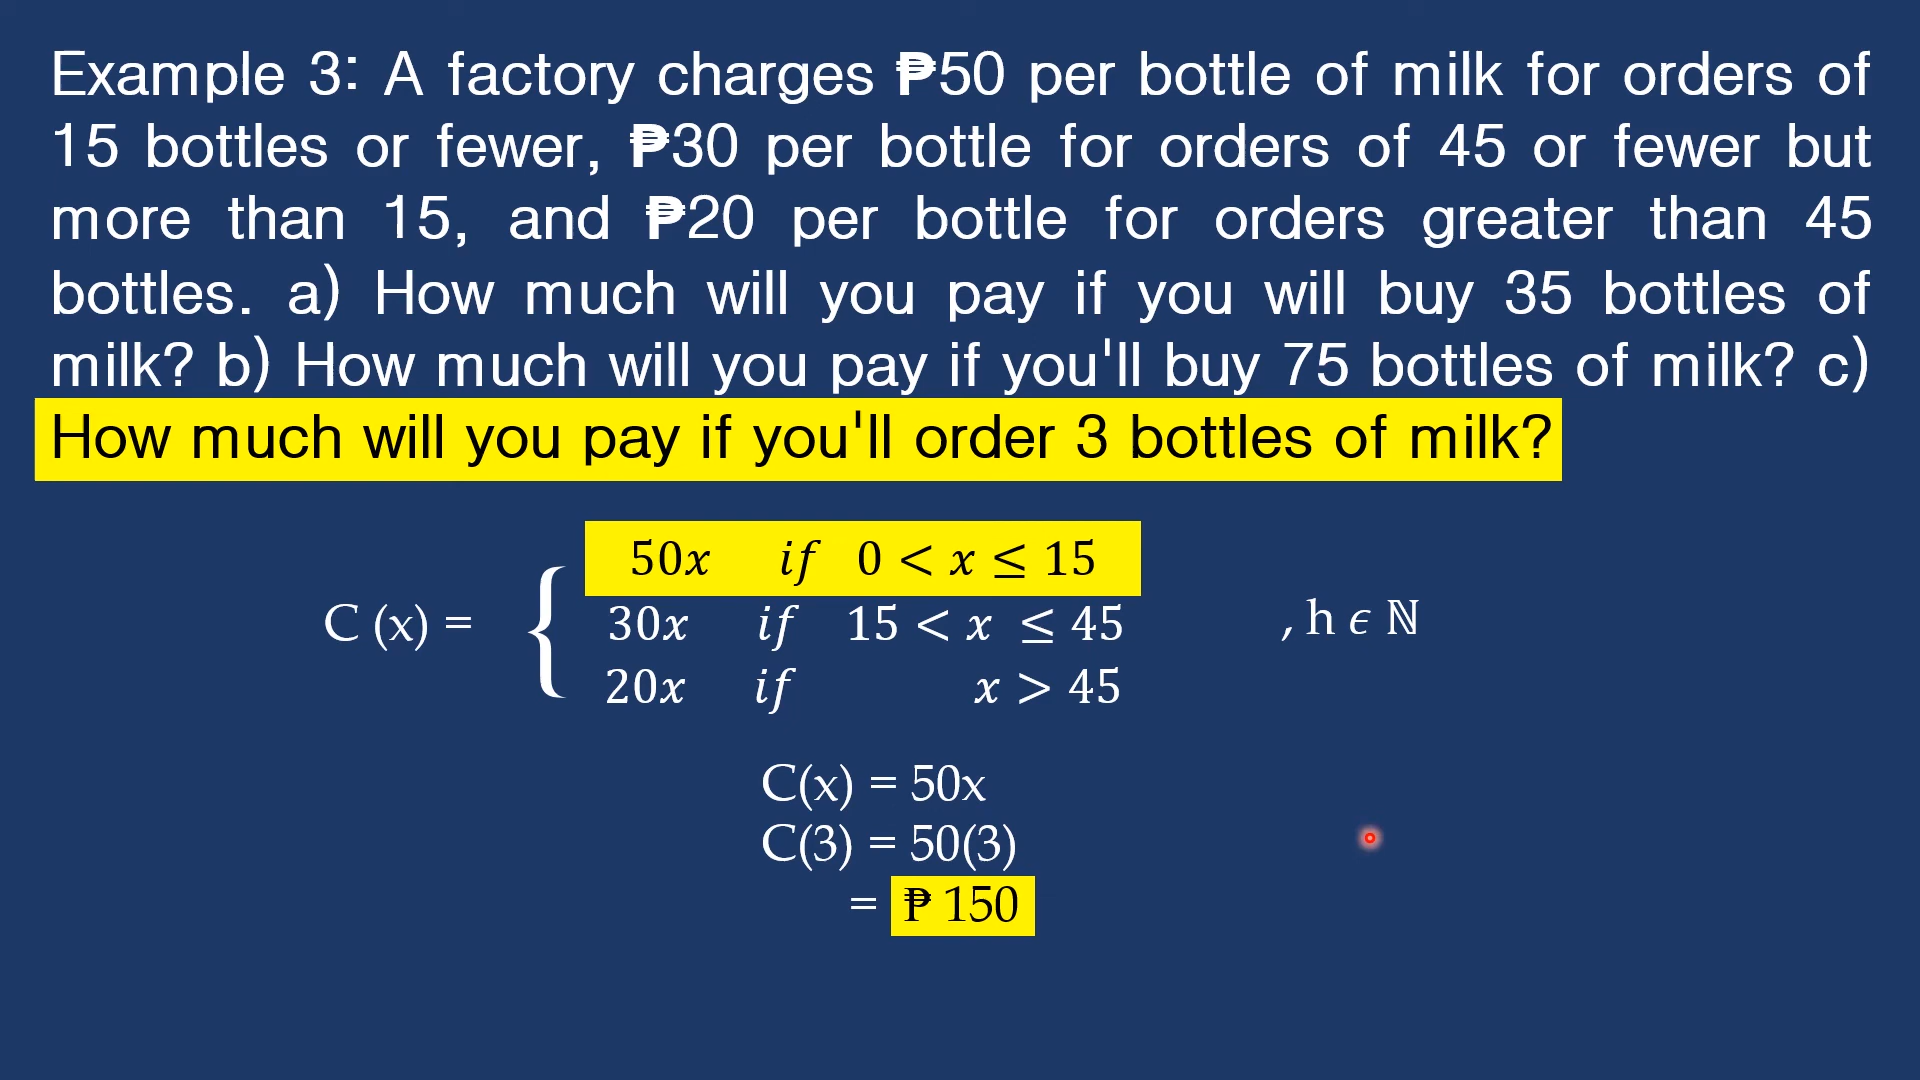 Example 3: A factory charges ₱50 per bottle of milk for orders of
15 bottles or fewer, ₱30 per bottle for orders of 45 or fewer but
more than 15, and ₱20 per bottle for orders greater than 45
bottles. a) How much will you pay if you will buy 35 bottles of
milk? b) How much will you pay if you'll buy 75 bottles of milk? c)
How much will you pay if you'll order 3 bottles of milk?
50x if 0 < x ≤ 15
C (x) = { 30x if 15 < x ≤ 45 , h ϵ ℕ
20x if x > 45
C(x) = 50x
C(3) = 50(3)
= ₱ 150